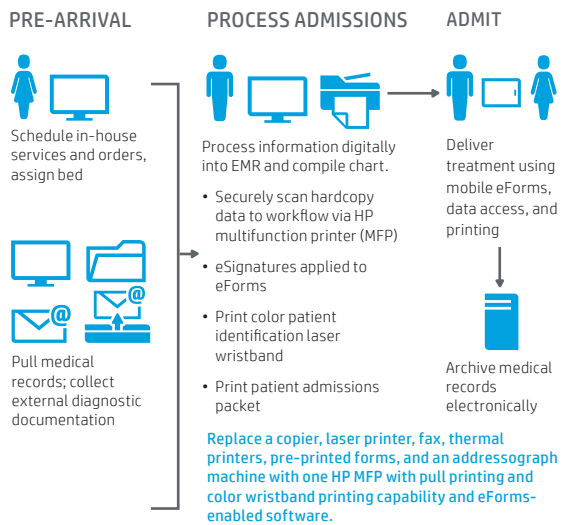 PRE-ARRIVAL
Schedule in-house
services and orders,
assign bed
@
@
Pull medical
records; collect
external diagnostic
documentation
PROCESS ADMISSIONS
Process information digitally
into EMR and compile chart.
• Securely scan hardcopy
data to workflow via HP
multifunction printer (MFP)
• eSignatures applied to
eForms
• Print color patient
identification laser
wristband
• Print patient admissions
packet
Replace a copier, laser printer, fax, thermal
printers, pre-printed forms, and an addressograph
machine with one HP MFP with pull printing and
color wristband printing capability and eForms-
enabled software.
ADMIT
Deliver
treatment using
mobile eForms,
data access, and
printing
Archive medical
records
electronically